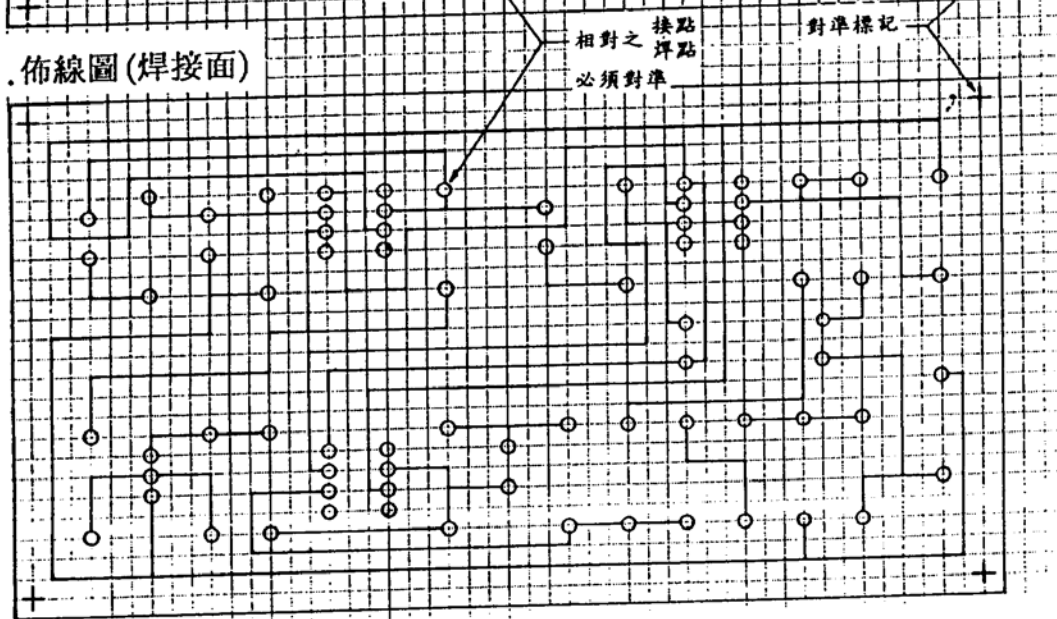 接點
相對之
焊點
必須對準
對準標記
.佈線圖(焊接面)